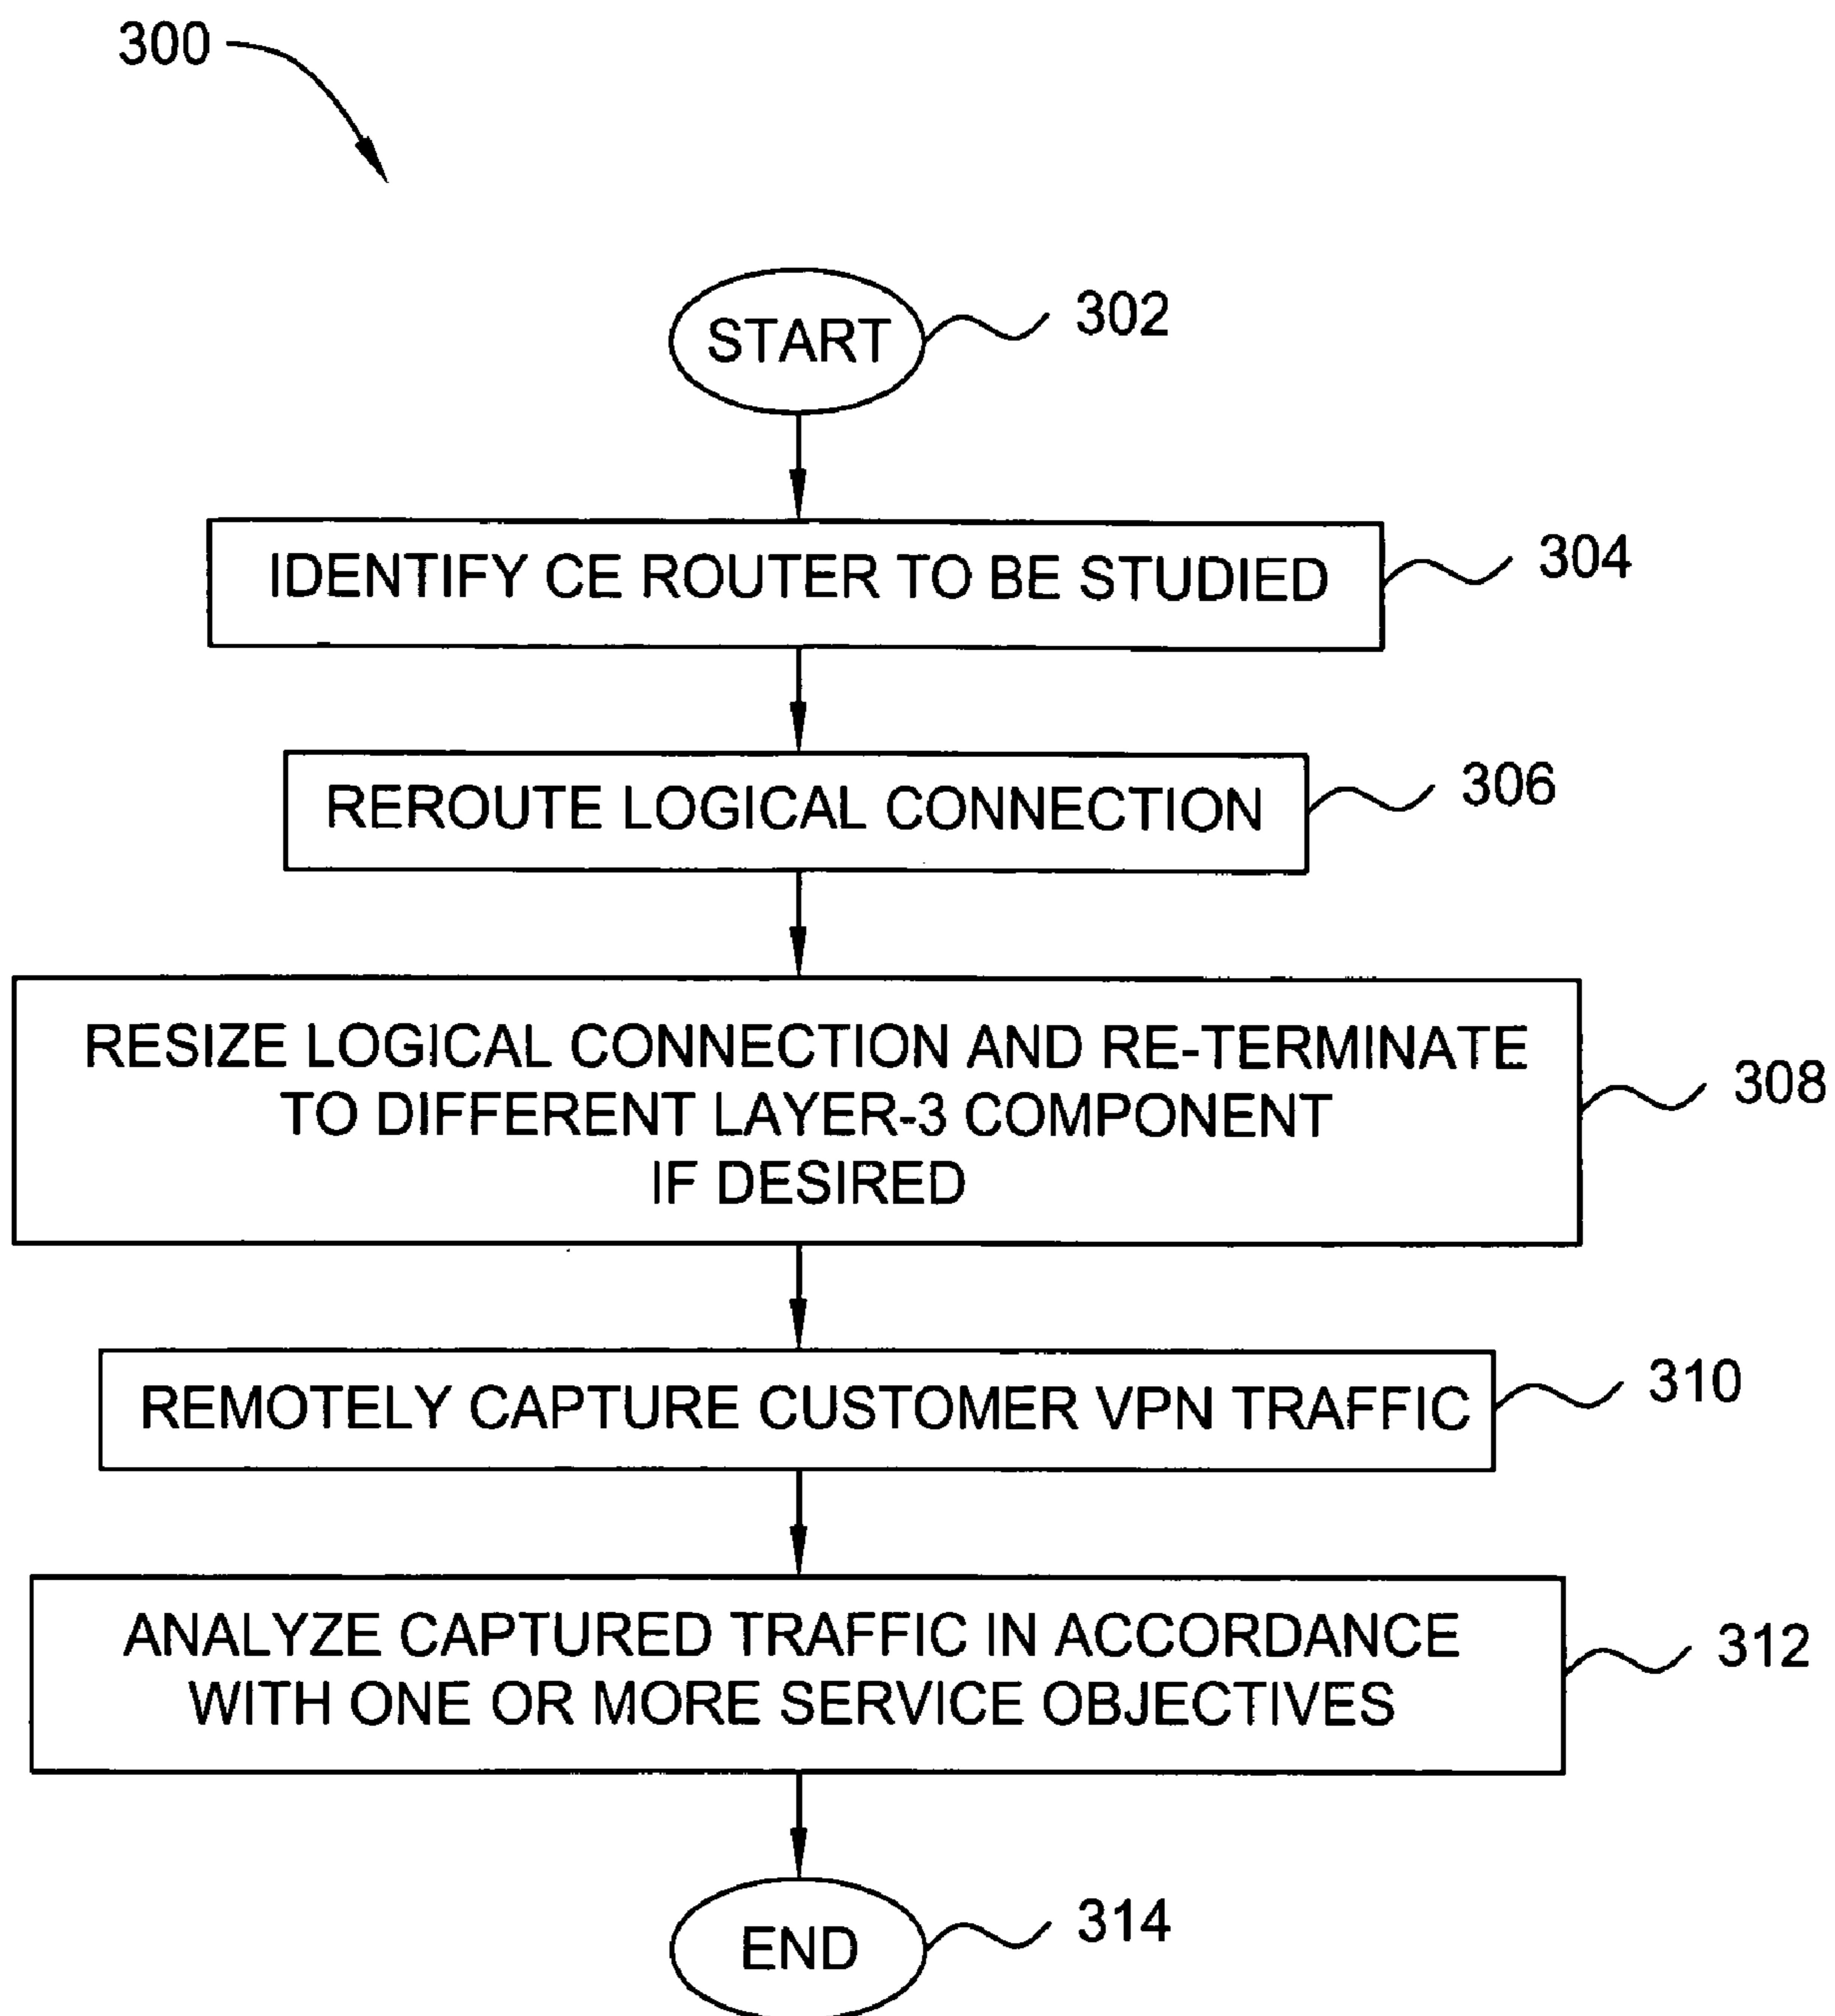 300
START
302
IDENTIFY CE ROUTER TO BE STUDIED
304
REROUTE LOGICAL CONNECTION
306
RESIZE LOGICAL CONNECTION AND RE-TERMINATE
TO DIFFERENT LAYER-3 COMPONENT
IF DESIRED
308
REMOTELY CAPTURE CUSTOMER VPN TRAFFIC
310
ANALYZE CAPTURED TRAFFIC IN ACCORDANCE
WITH ONE OR MORE SERVICE OBJECTIVES
312
END
314